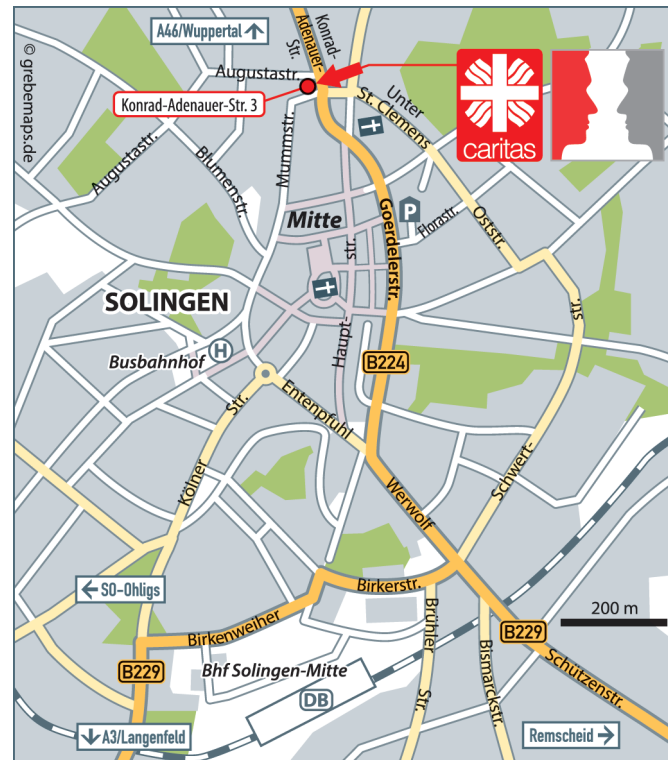 © grebemaps.de
A46/Wuppertal ↑
Konrad-
Adenauer-
Str.
Augustastr.
Konrad-Adenauer-Str. 3
caritas
Unter
St. Clemens
Augustastr.
Blumenstr.
Mummstr.
Mitte
P
Florastr.
Oststr.
Goerdelerstr.
Haupt-
str.
SOLINGEN
Busbahnhof H
B224
Entenpfuhl
Kölner
Str.
Schwert-
str.
Werwolf
← SO-Ohligs
Birkerstr.
Birkenweiher
200 m
B229
B229
Brühler
Str.
Bismarckstr.
Schützenstr.
Bhf Solingen-Mitte
DB
↓ A3/Langenfeld
Remscheid →